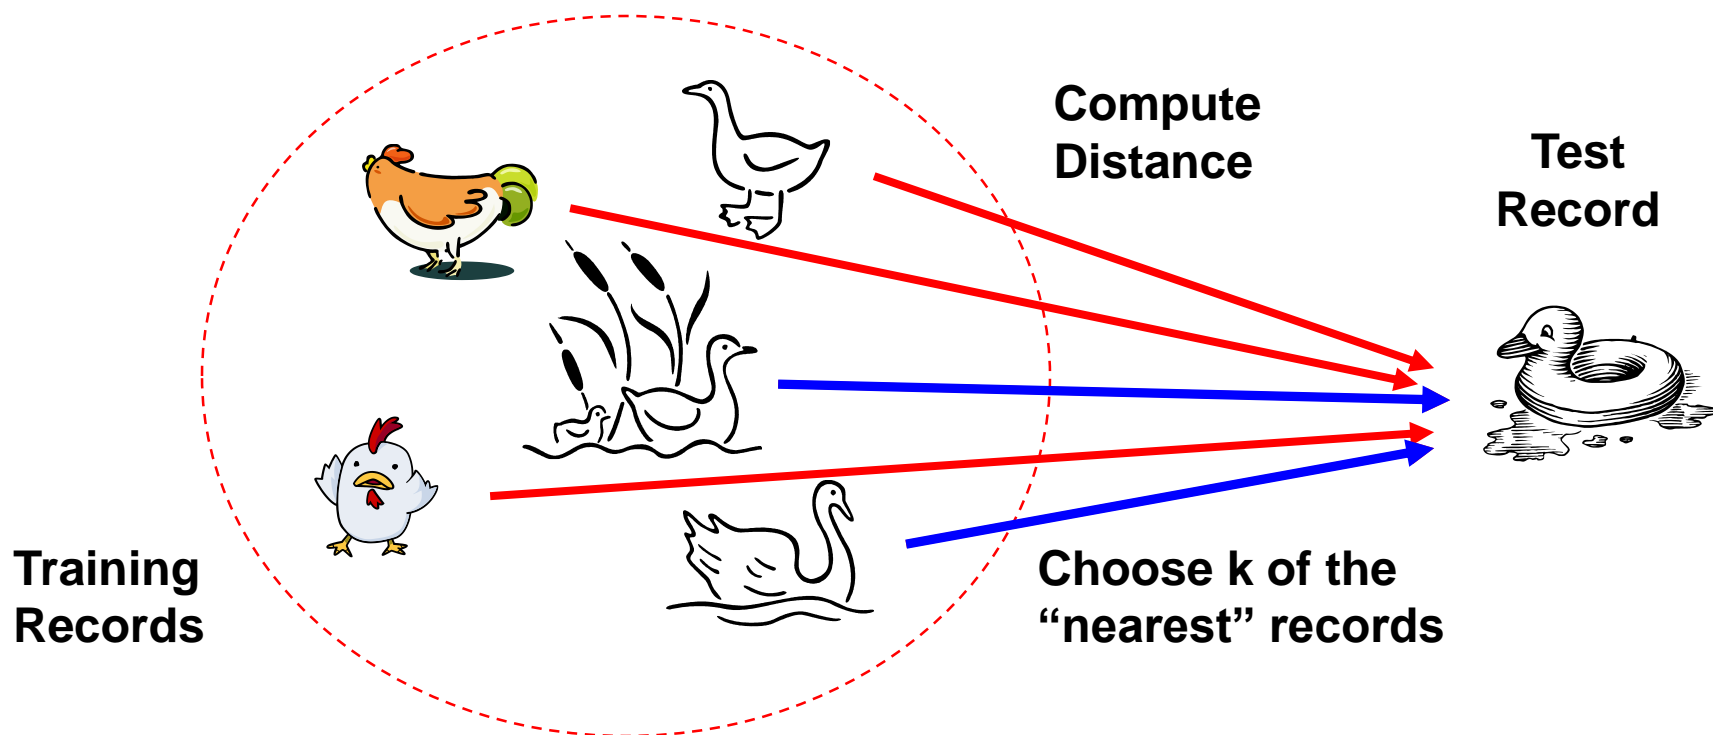 Compute
Distance
Test
Record
Training
Records
Choose k of the
“nearest” records